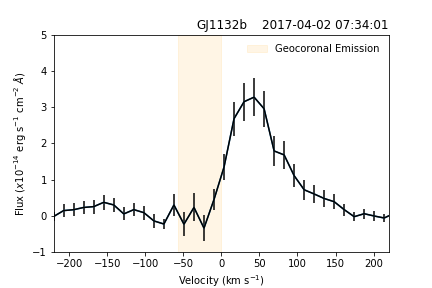 GJ1132b 2017-04-02 07:34:01
Geocoronal Emission
5
4
3
2
1
0
−1
Flux (x10⁻¹⁴ erg s⁻¹ cm⁻² Å)
−200 −150 −100 −50 0 50 100 150 200
Velocity (km s⁻¹)